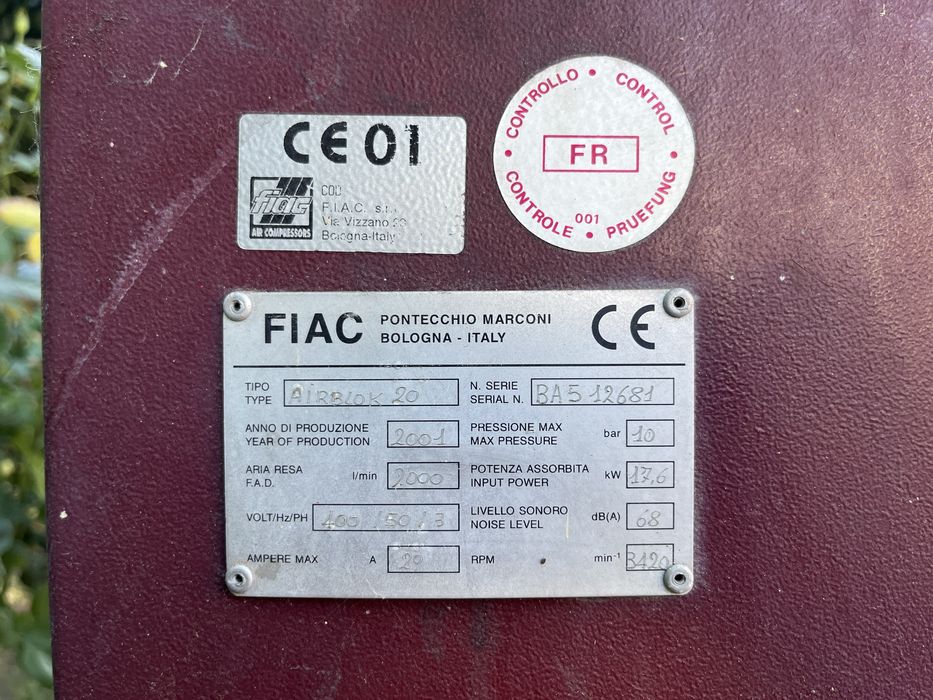 CE 01
fiac
AIR COMPRESSORS
COD
F.I.A.C. s.r.l.
Via Vizzano
Bologna-Italy
CONTROLLO • CONTROL • PRUEFUNG • CONTROLE •
FR
001
FIAC PONTECCHIO MARCONI
BOLOGNA - ITALY
CE
TIPO
TYPE AIRBLOK 20
N. SERIE
SERIAL N. BA512681
ANNO DI PRODUZIONE
YEAR OF PRODUCTION 2001
PRESSIONE MAX
MAX PRESSURE bar 10
ARIA RESA
F.A.D. l/min 2000
POTENZA ASSORBITA
INPUT POWER kW 17,6
VOLT/Hz/PH 400/50/3
LIVELLO SONORO
NOISE LEVEL dB(A) 68
AMPERE MAX A
RPM min⁻¹ 3420